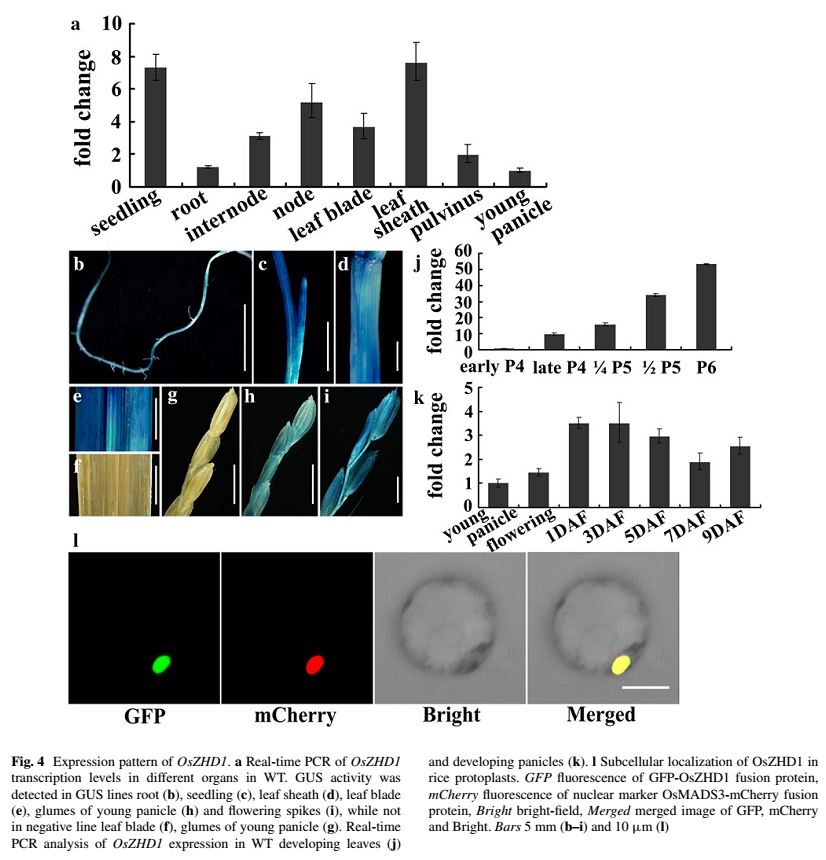 a
10
8
6
4
2
0
fold change
seedling
root
internode
node
leaf blade
leaf
sheath
pulvinus
young
panicle
b
c
d
e
f
g
h
i
j
60
50
40
30
20
10
0
fold change
early P4
late P4
¼ P5
½ P5
P6
k
5
4
3
2
1
0
fold change
young
panicle
flowering
1DAF
3DAF
5DAF
7DAF
9DAF
l
GFP
mCherry
Bright
Merged
Fig. 4 Expression pattern of OsZHD1. a Real-time PCR of OsZHD1
transcription levels in different organs in WT. GUS activity was
detected in GUS lines root (b), seedling (c), leaf sheath (d), leaf blade
(e), glumes of young panicle (h) and flowering spikes (i), while not
in negative line leaf blade (f), glumes of young panicle (g). Real-time
PCR analysis of OsZHD1 expression in WT developing leaves (j)
and developing panicles (k). l Subcellular localization of OsZHD1 in
rice protoplasts. GFP fluorescence of GFP-OsZHD1 fusion protein,
mCherry fluorescence of nuclear marker OsMADS3-mCherry fusion
protein, Bright bright-field, Merged merged image of GFP, mCherry
and Bright. Bars 5 mm (b–i) and 10 μm (l)